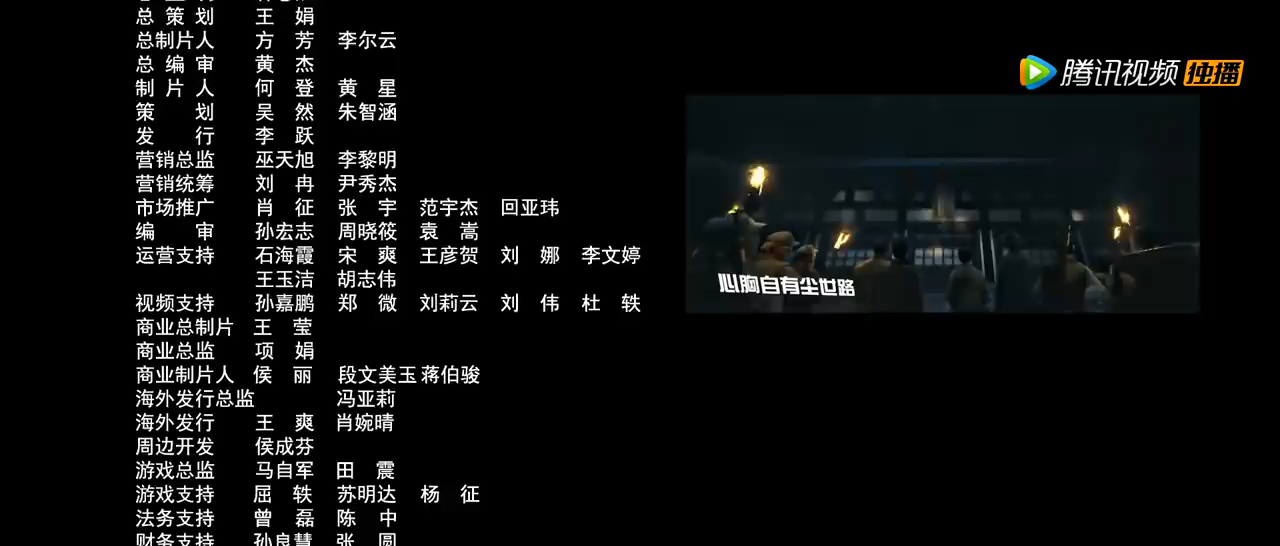 总策划 王娟
总制片人 方芳 李尔云
总编审 黄杰
制片人 何登 黄星
策划 吴然 朱智涵
发行 李跃
营销总监 巫天旭 李黎明
营销统筹 刘冉 尹秀杰
市场推广 肖征 张宇 范宇杰 回亚玮
编审 孙宏志 周晓筱 袁嵩
运营支持 石海霞 宋爽 王彦贺 刘娜 李文婷
王玉洁 胡志伟
视频支持 孙嘉鹏 郑微 刘莉云 刘伟 杜轶
商业总制片 王莹
商业总监 项娟
商业制片人 侯丽 段文美玉 蒋伯骏
海外发行总监 冯亚莉
海外发行 王爽 肖婉晴
周边开发 侯成芬
游戏总监 马自军 田震
游戏支持 屈轶 苏明达 杨征
法务支持 曾磊 陈中
财务支持 孙良慧 张圆
腾讯视频 独播
心胸自有尘世路